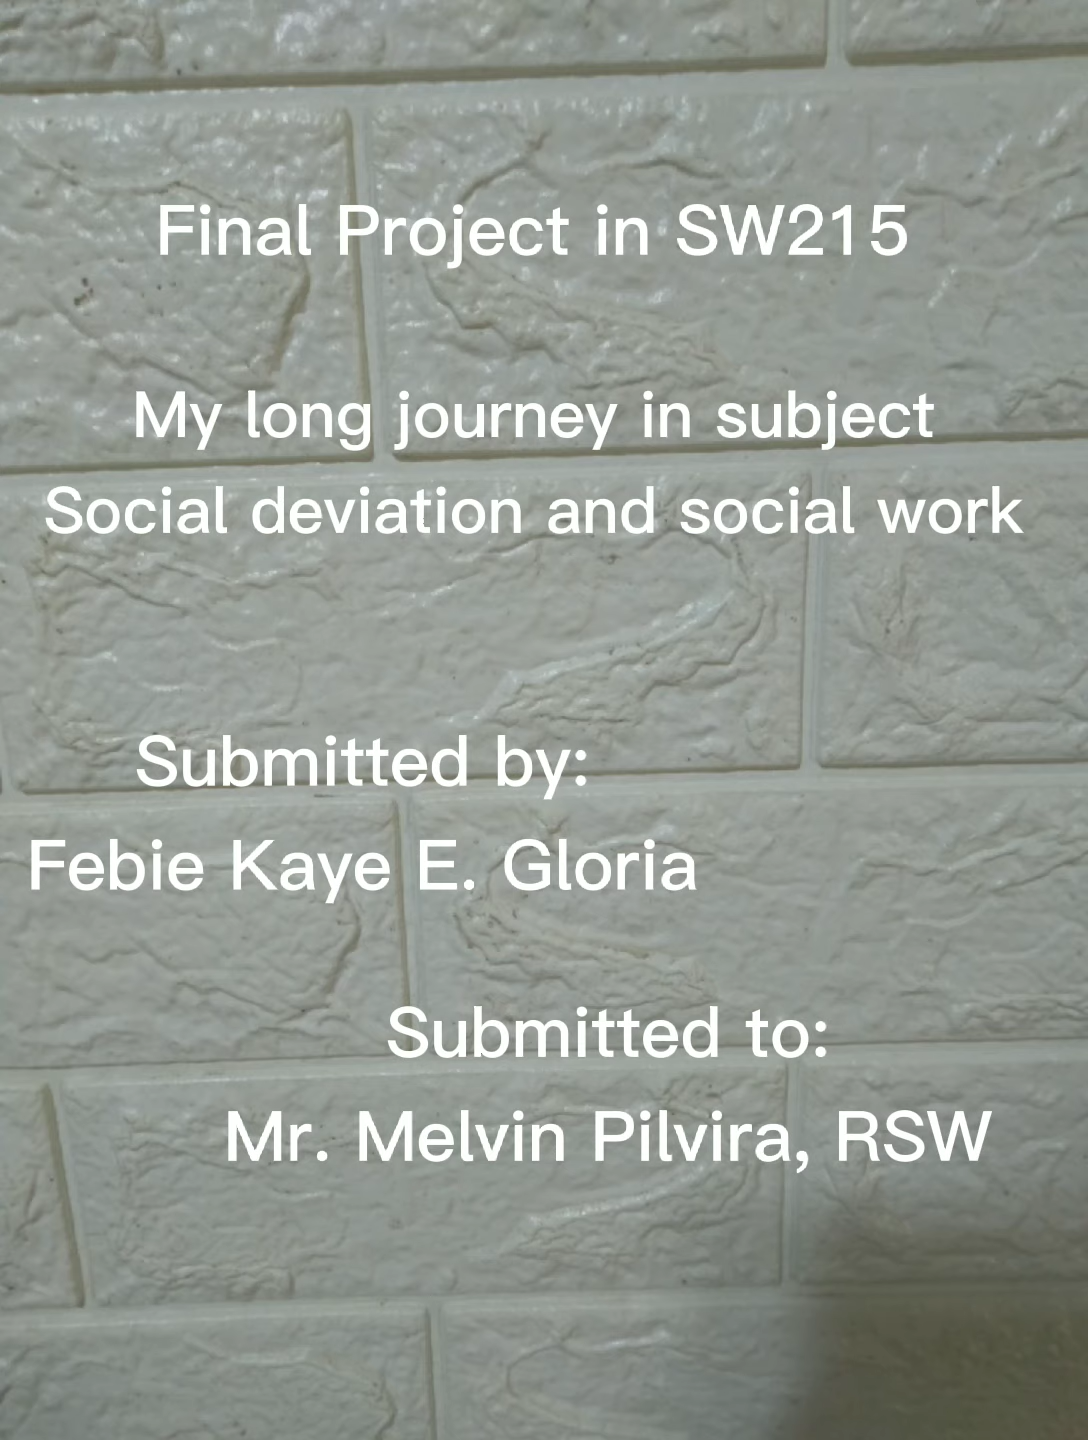 Final Project in SW215
My long journey in subject
Social deviation and social work
Submitted by:
Febie Kaye E. Gloria
Submitted to:
Mr. Melvin Pilvira, RSW